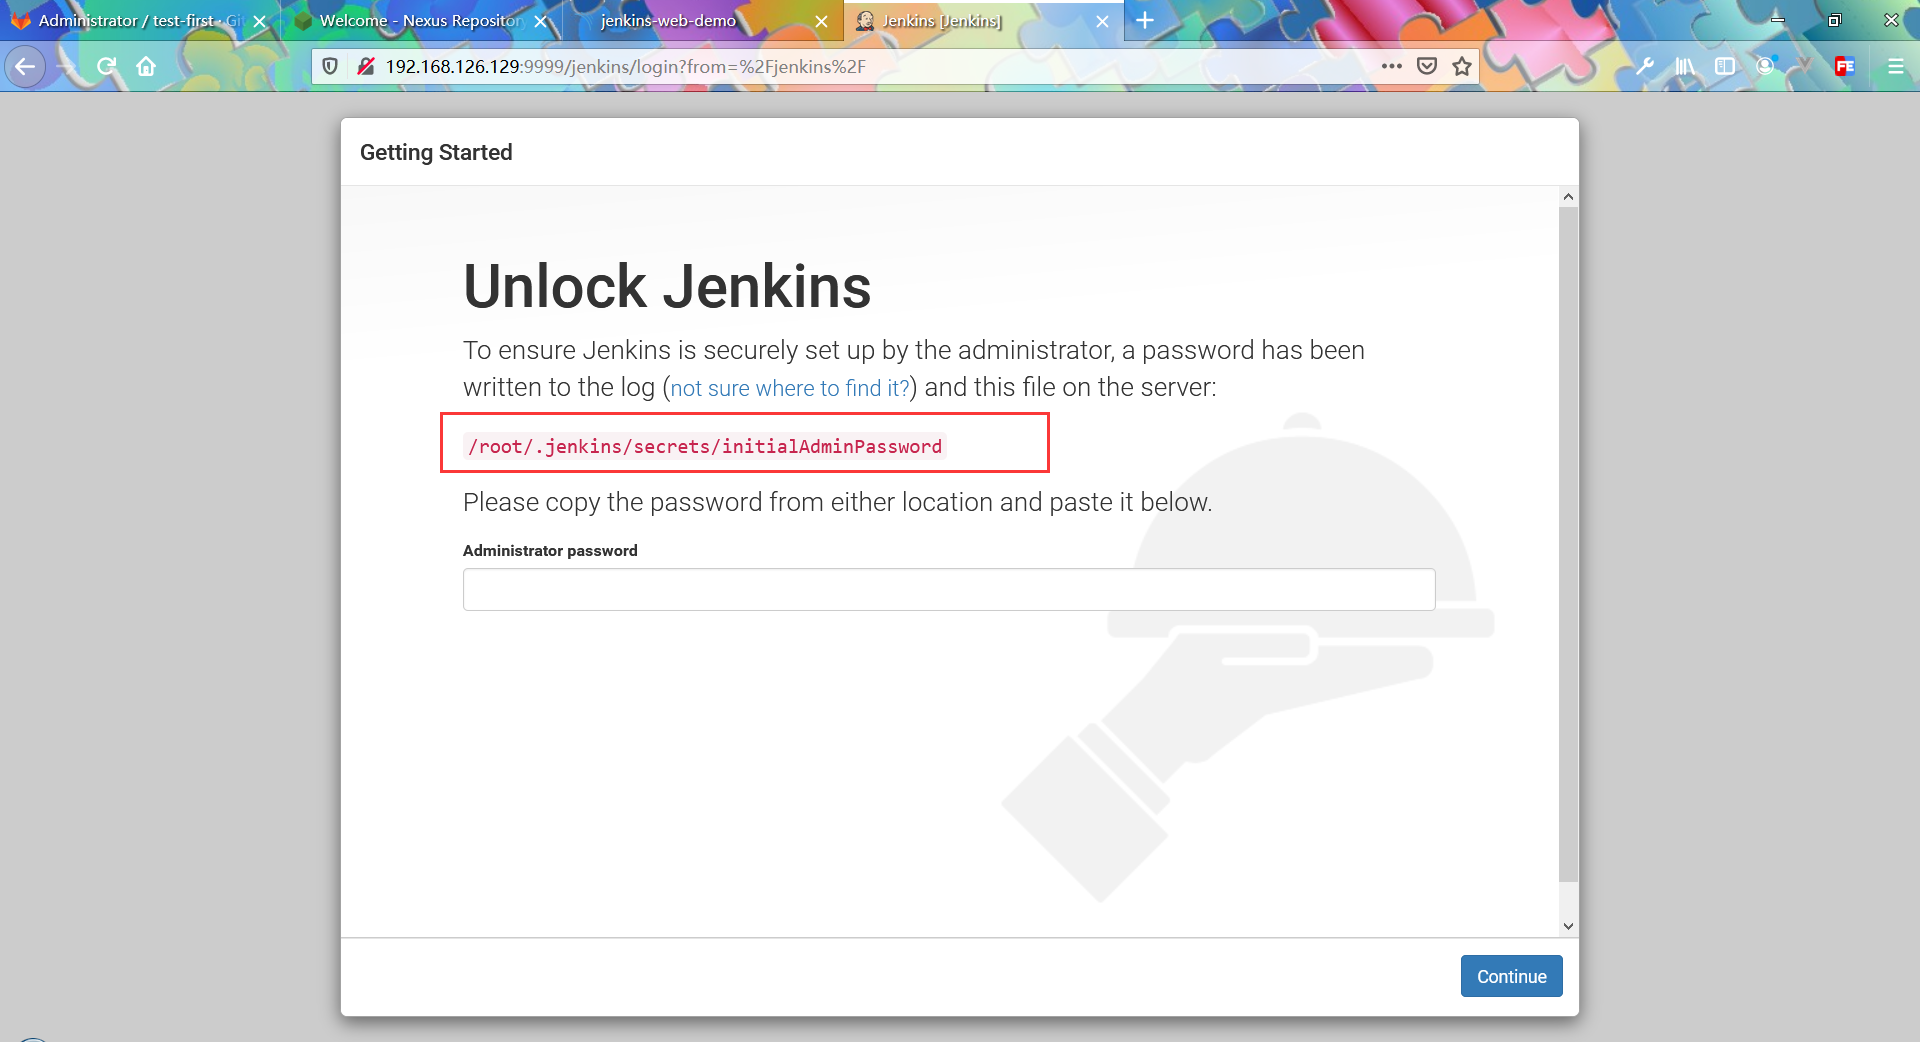 Administrator / test-first · Git
Welcome - Nexus Repository
jenkins-web-demo
Jenkins [Jenkins]
192.168.126.129:9999/jenkins/login?from=%2Fjenkins%2F
FE
Getting Started
Unlock Jenkins
To ensure Jenkins is securely set up by the administrator, a password has been
written to the log (not sure where to find it?) and this file on the server:
/root/.jenkins/secrets/initialAdminPassword
Please copy the password from either location and paste it below.
Administrator password
Continue